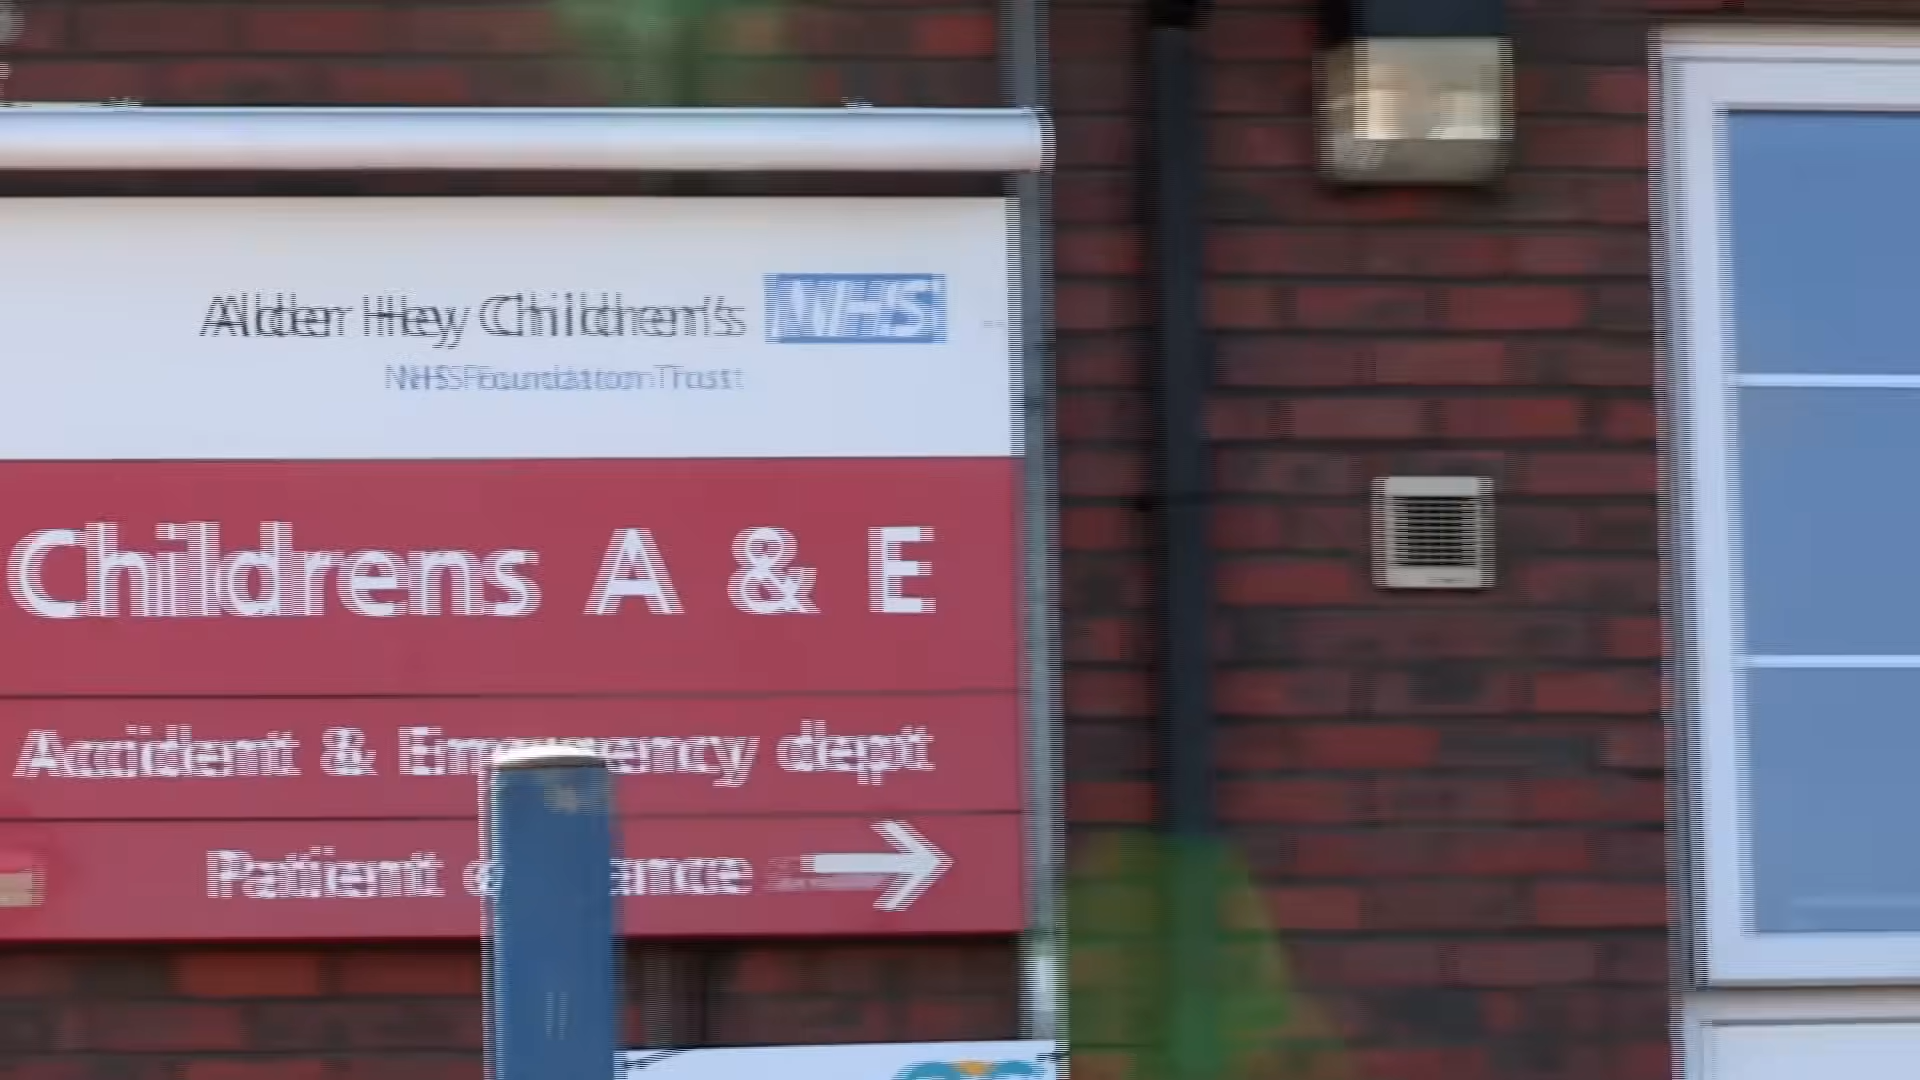 Alder Hey Children's NHS
NHS Foundation Trust
Childrens A & E
Accident & Emergency dept
Patient